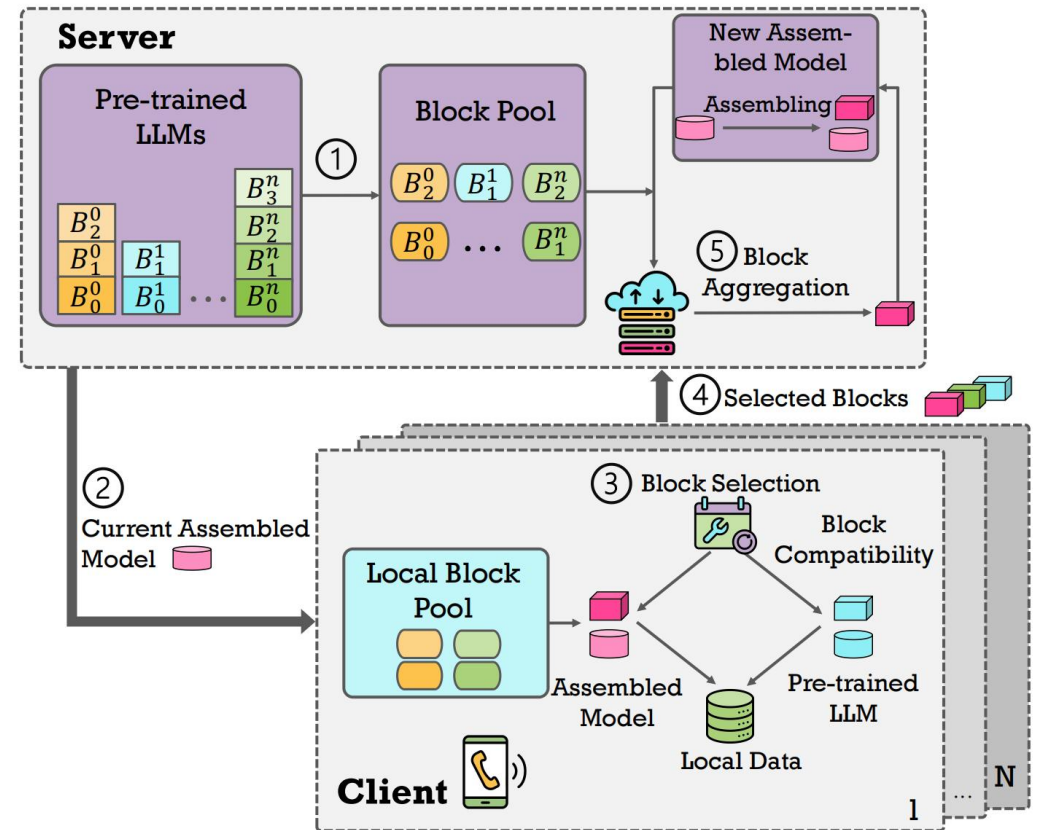 Server
Pre-trained
LLMs
B_2^0
B_1^0
B_0^0
B_1^1
B_0^1
...
B_3^n
B_2^n
B_1^n
B_0^n
1
Block Pool
B_2^0 B_1^1 B_2^n
B_0^0 ... B_1^n
New Assem-
bled Model
Assembling
5 Block
Aggregation
4 Selected Blocks
2
Current Assembled
Model
3 Block Selection
Block
Compatibility
Local Block
Pool
Assembled
Model
Pre-trained
LLM
Local Data
Client
1
...
N